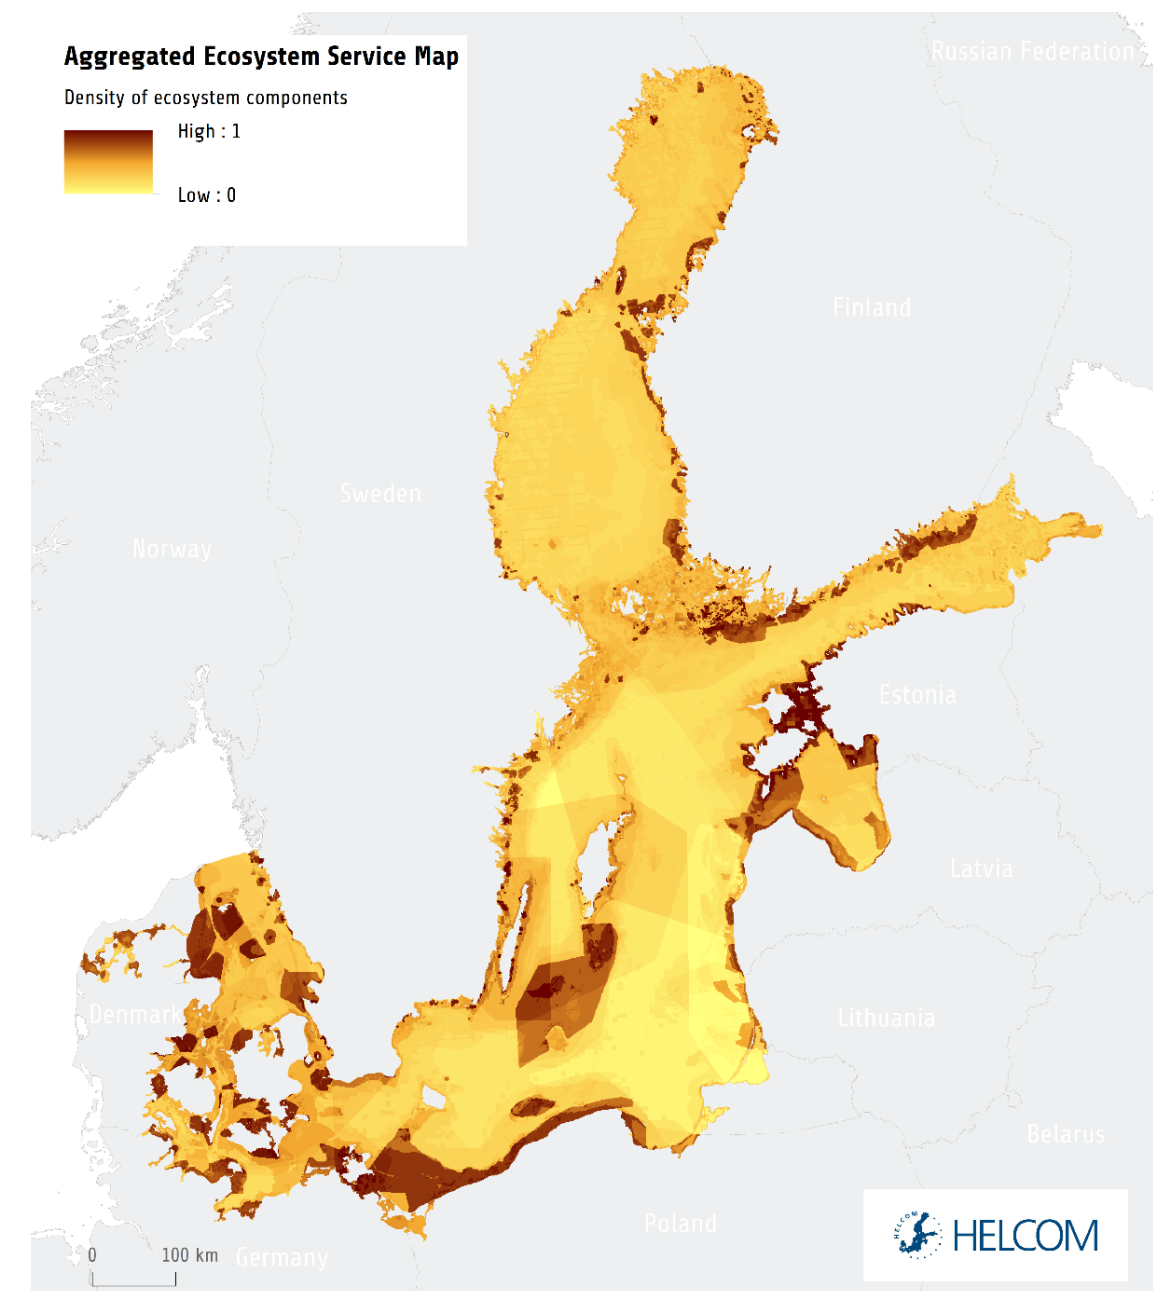 Aggregated Ecosystem Service Map
Density of ecosystem components
High : 1
Low : 0
Russian Federation
Finland
Sweden
Norway
Estonia
Latvia
Denmark
Lithuania
Belarus
Poland
Germany
0 100 km
HELCOM
HELCOM